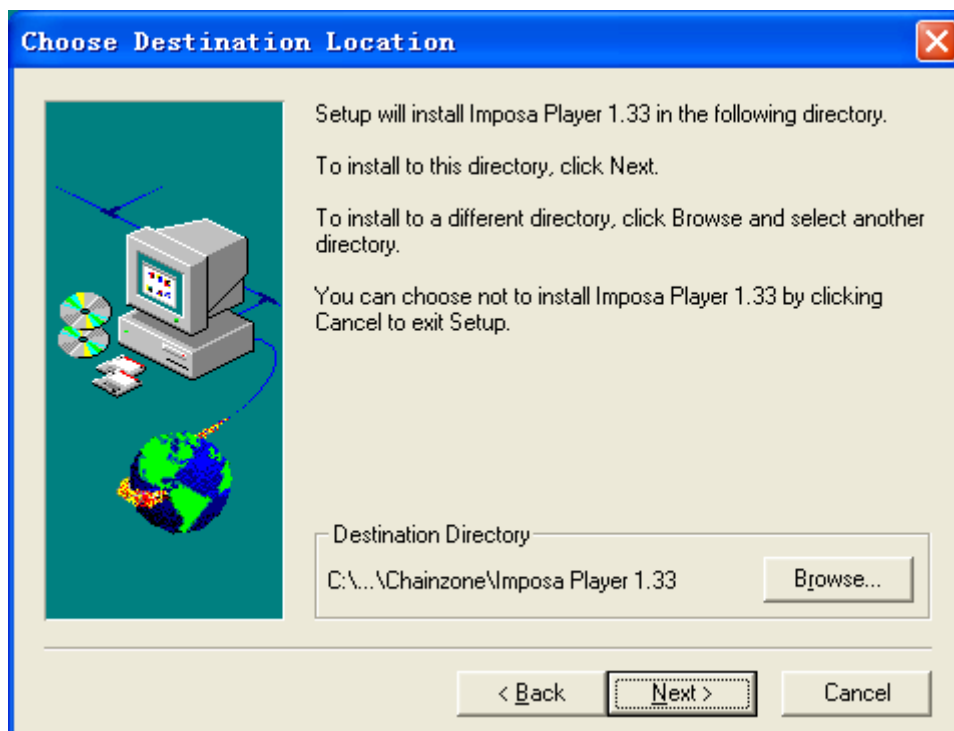 Choose Destination Location
Setup will install Imposa Player 1.33 in the following directory.
To install to this directory, click Next.
To install to a different directory, click Browse and select another
directory.
You can choose not to install Imposa Player 1.33 by clicking
Cancel to exit Setup.
Destination Directory
C:\...\Chainzone\Imposa Player 1.33
Browse...
< Back
Next >
Cancel